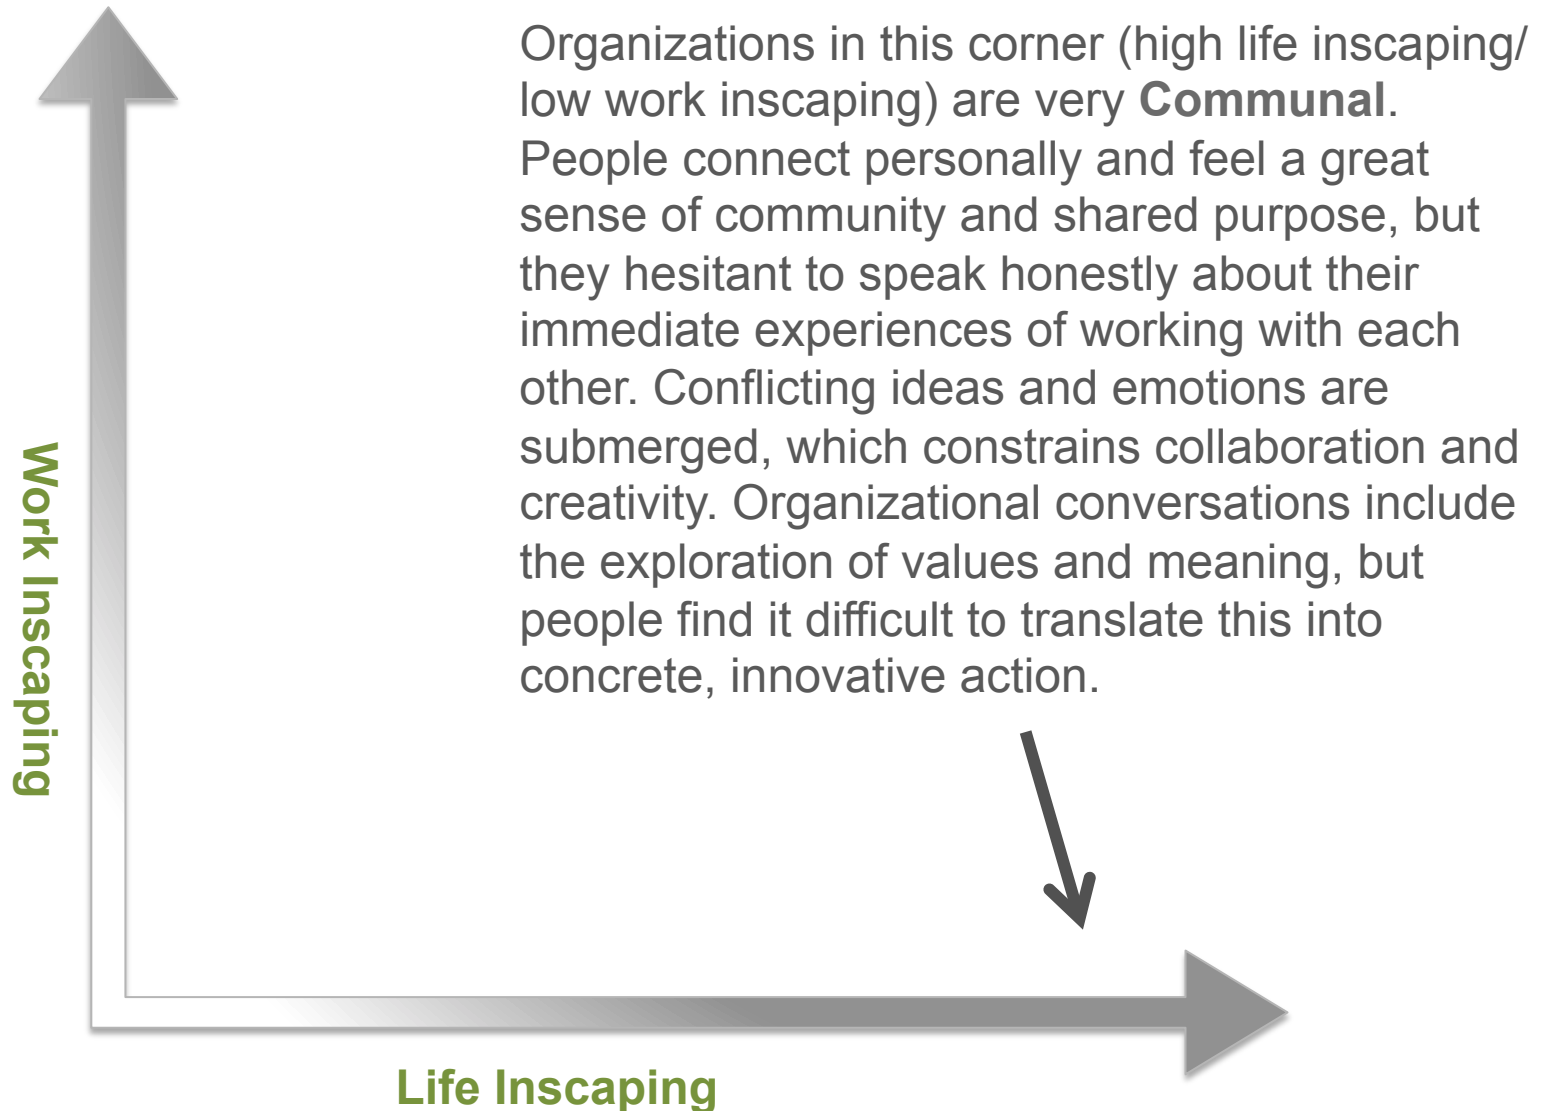 Organizations in this corner (high life inscaping/
low work inscaping) are very Communal.
People connect personally and feel a great
sense of community and shared purpose, but
they hesitant to speak honestly about their
immediate experiences of working with each
other. Conflicting ideas and emotions are
submerged, which constrains collaboration and
creativity. Organizational conversations include
the exploration of values and meaning, but
people find it difficult to translate this into
concrete, innovative action.
Work Inscaping
Life Inscaping